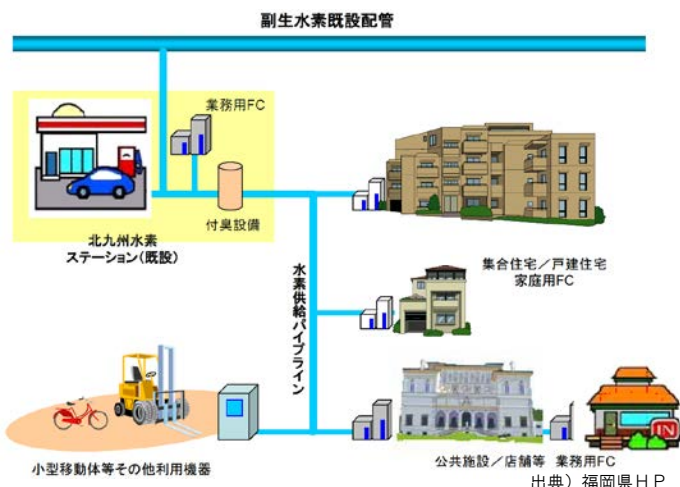 副生水素既設配管
業務用FC
付臭設備
北九州水素
ステーション(既設)
水素供給パイプライン
集合住宅／戸建住宅
家庭用FC
小型移動体等その他利用機器
公共施設／店舗等 業務用FC
IN
出典）福岡県ＨＰ